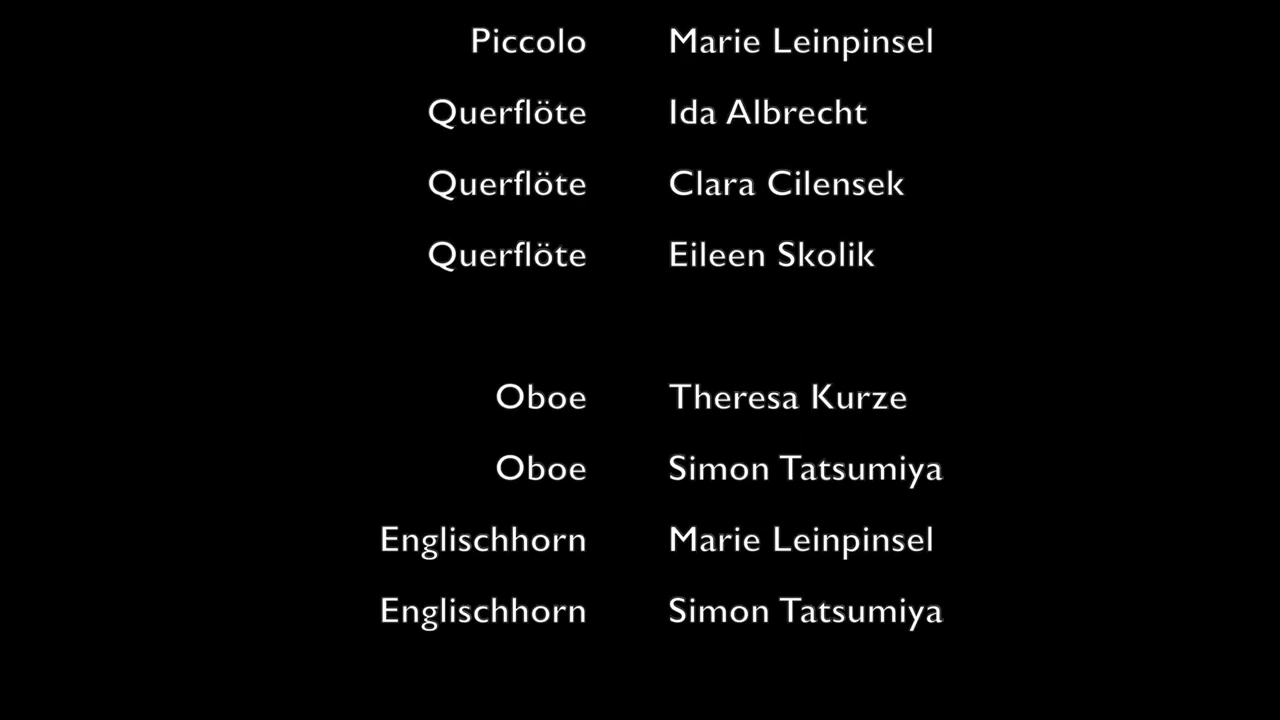 Piccolo Marie Leinpinsel
Querflöte Ida Albrecht
Querflöte Clara Cilensek
Querflöte Eileen Skolik
Oboe Theresa Kurze
Oboe Simon Tatsumiya
Englischhorn Marie Leinpinsel
Englischhorn Simon Tatsumiya